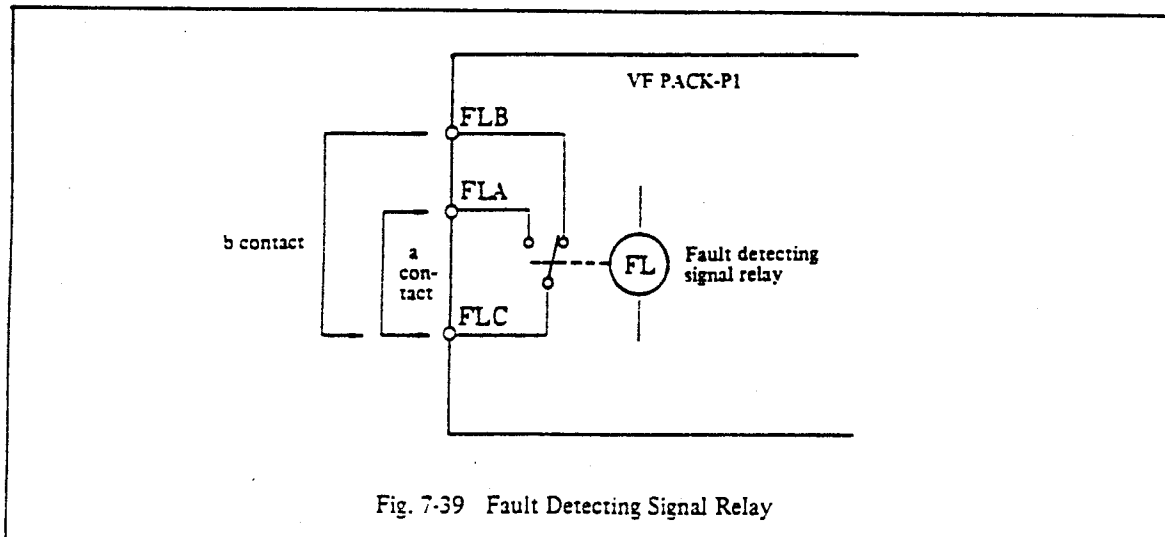 VF PACK-P1
FLB
FLA
b contact
a
con-
tact
FL
Fault detecting
signal relay
FLC
Fig. 7-39 Fault Detecting Signal Relay